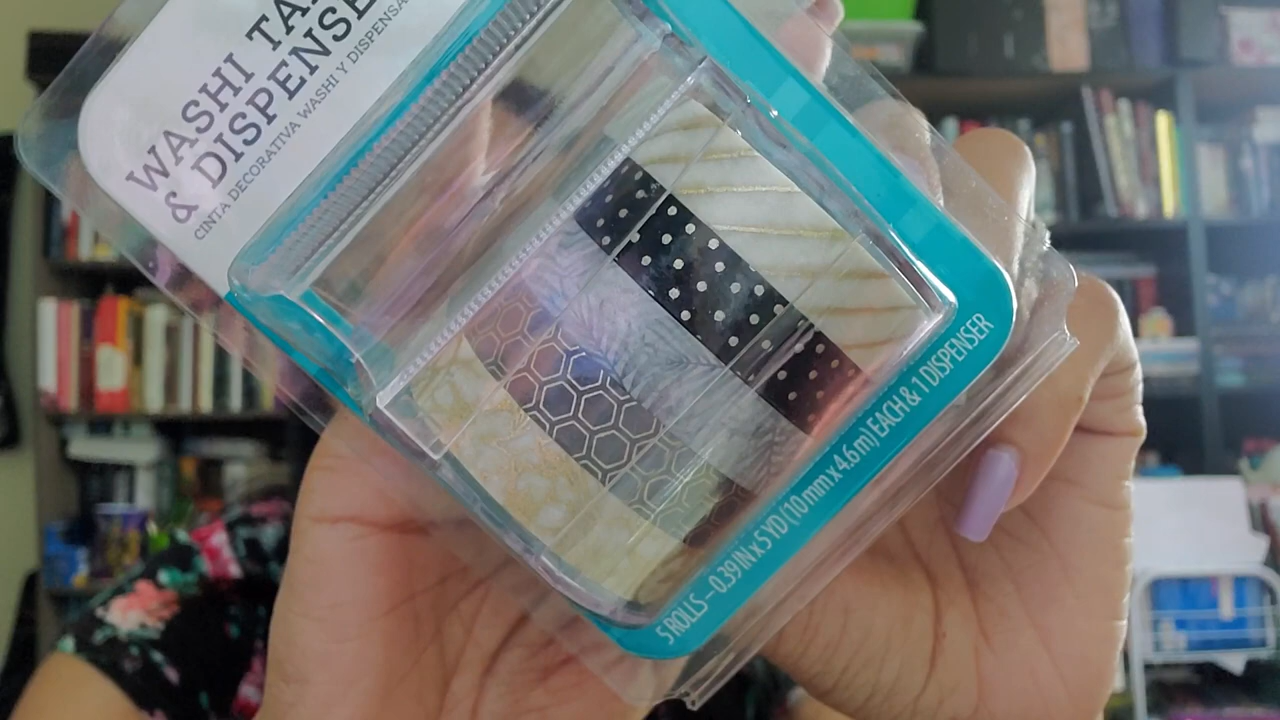 WASHI TA
& DISPENSE
CINTA DECORATIVA WASHI Y DISPENSA
5 ROLLS – 0.39 IN x 5 YD (10 mm x 4.6 m) EACH & 1 DISPENSER